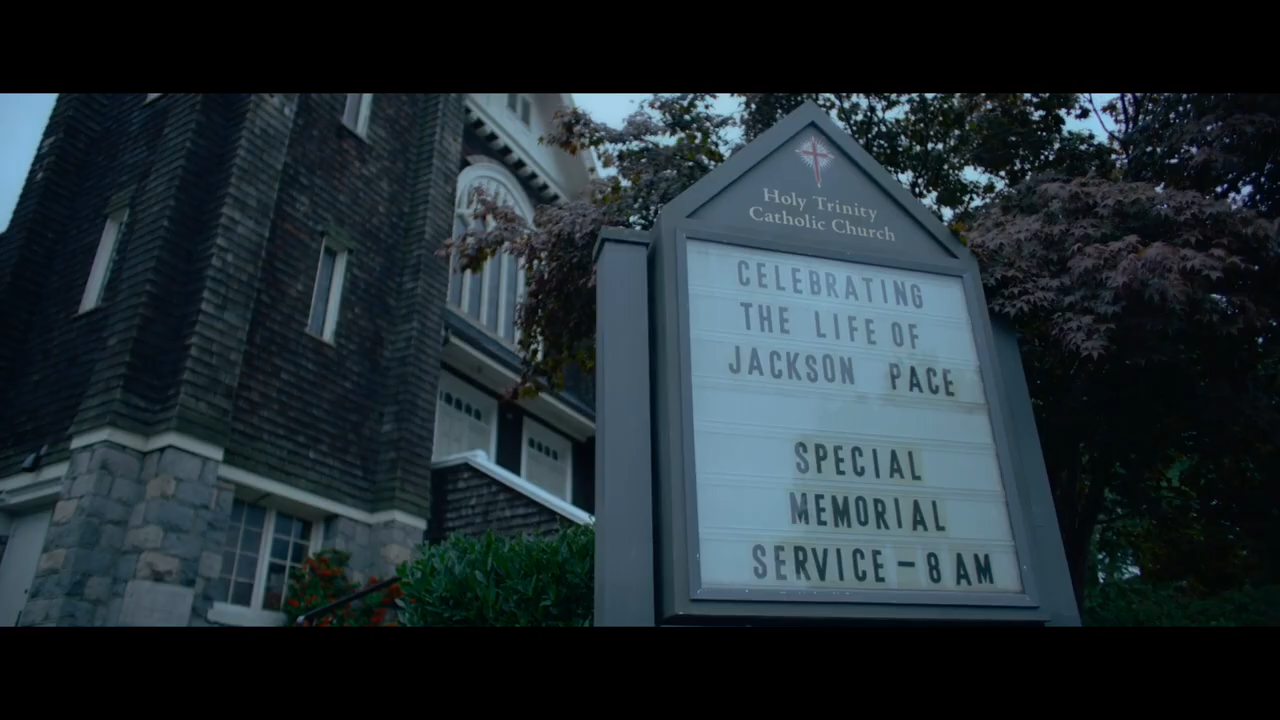 Holy Trinity
Catholic Church
CELEBRATING
THE LIFE OF
JACKSON PACE
SPECIAL
MEMORIAL
SERVICE - 8 AM